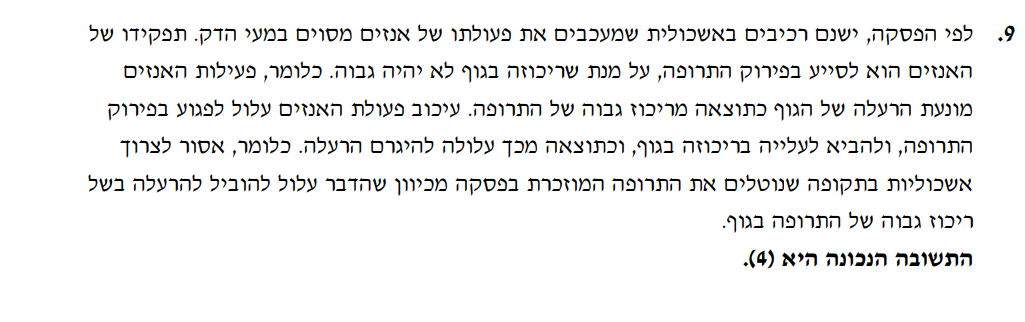 9. לפי הפסקה, ישנם רכיבים באשכולית שמעכבים את פעולתו של אנזים מסוים במעי הדק. תפקידו של
האנזים הוא לסייע בפירוק התרופה, על מנת שריכוזה בגוף לא יהיה גבוה. כלומר, פעילות האנזים
מונעת הרעלה של הגוף כתוצאה מריכוז גבוה של התרופה. עיכוב פעולת האנזים עלול לפגוע בפירוק
התרופה, ולהביא לעלייה בריכוזה בגוף, וכתוצאה מכך עלולה להיגרם הרעלה. כלומר, אסור לצרוך
אשכוליות בתקופה שנוטלים את התרופה המוזכרת בפסקה מכיוון שהדבר עלול להוביל להרעלה בשל
ריכוז גבוה של התרופה בגוף.
התשובה הנכונה היא (4).